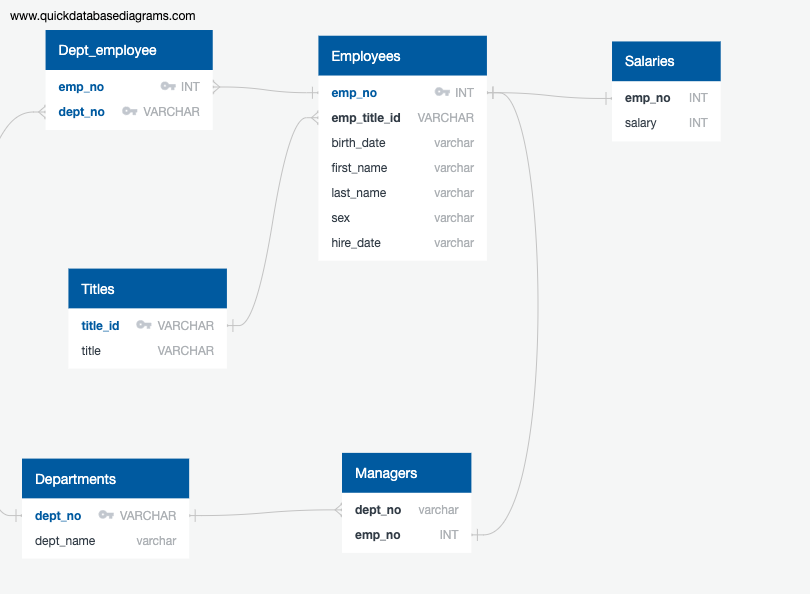 www.quickdatabasediagrams.com
Dept_employee
emp_no INT
dept_no VARCHAR
Employees
emp_no INT
emp_title_id VARCHAR
birth_date varchar
first_name varchar
last_name varchar
sex varchar
hire_date varchar
Salaries
emp_no INT
salary INT
Titles
title_id VARCHAR
title VARCHAR
Departments
dept_no VARCHAR
dept_name varchar
Managers
dept_no varchar
emp_no INT